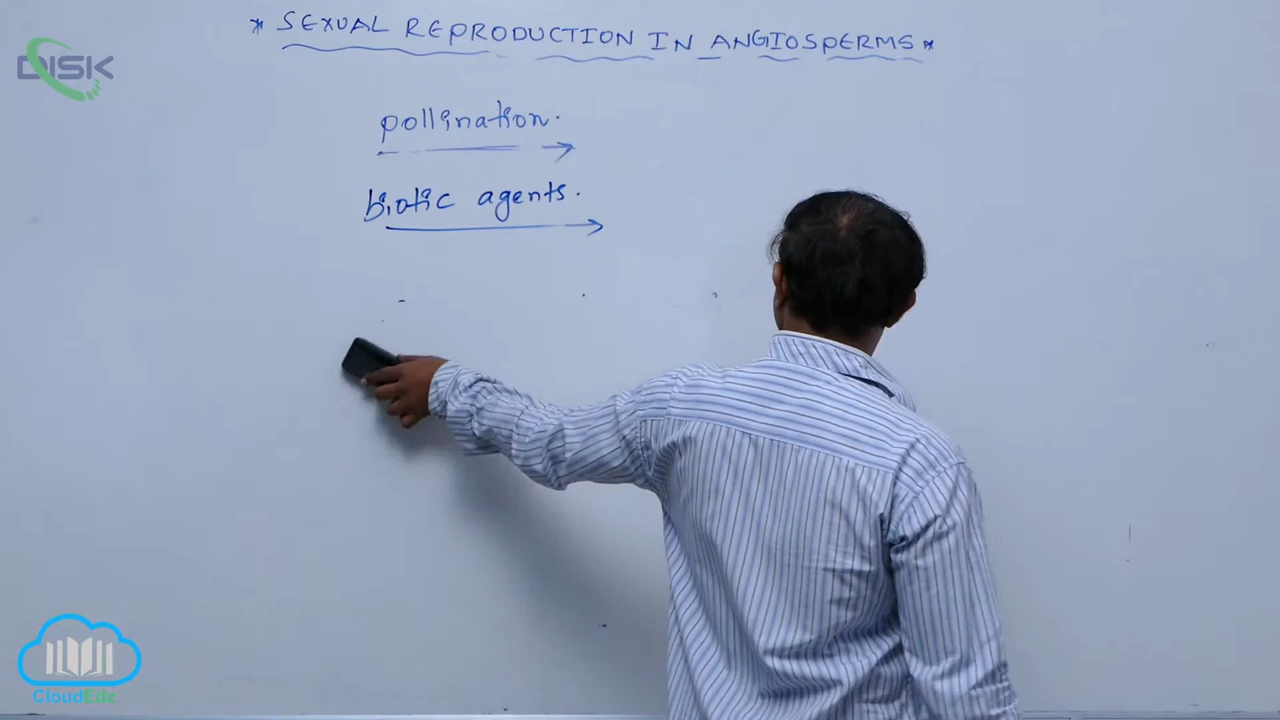 * SEXUAL REPRODUCTION IN ANGIOSPERMS *
DISK
pollination.
biotic agents.
CloudEdz